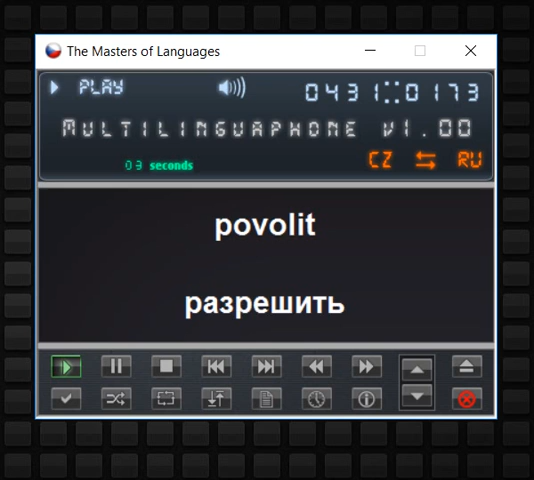 The Masters of Languages
PLAY
0431::0173
MULTILINGUAPHONE v1.00
03 seconds
CZ RU
povolit
разрешить